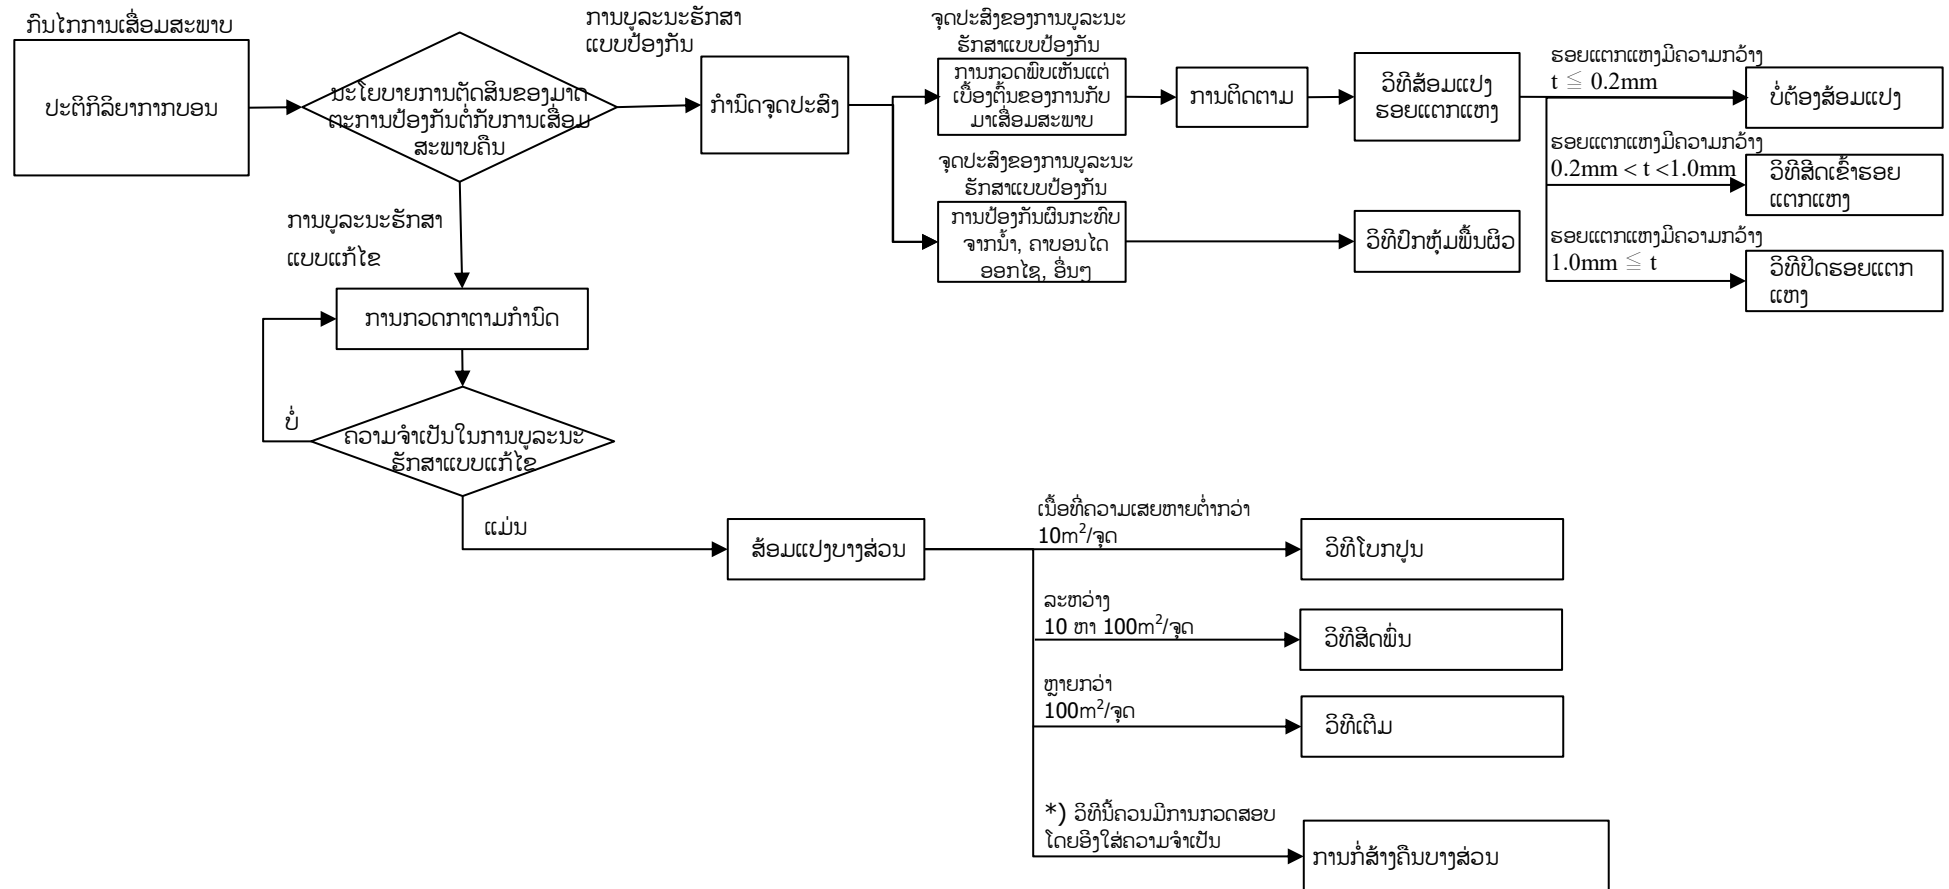 ກົນໄກການເສື່ອມສະພາບ
ປະຕິກິລິຍາກາກບອນ
ນະໂຍບາຍການຕັດສິນຂອງມາດ
ຕະການປ້ອງກັນຕໍ່ກັບການເສື່ອມ
ສະພາບຄືນ
ການບູລະນະຮັກສາ
ແບບປ້ອງກັນ
ກຳນົດຈຸດປະສົງ
ຈຸດປະສົງຂອງການບູລະນະ
ຮັກສາແບບປ້ອງກັນ
ການກວດພົບເຫັນແຕ່
ເບື້ອງຕົ້ນຂອງການກັບ
ມາເສື່ອມສະພາບ
ການຕິດຕາມ
ວິທີສ້ອມແປງ
ຮອຍແຕກແຫງ
ຮອຍແຕກແຫງມີຄວາມກວ້າງ
t ≦ 0.2mm
ບໍ່ຕ້ອງສ້ອມແປງ
ຮອຍແຕກແຫງມີຄວາມກວ້າງ
0.2mm < t <1.0mm
ວິທີສີດເຂົ້າຮອຍ
ແຕກແຫງ
ຮອຍແຕກແຫງມີຄວາມກວ້າງ
1.0mm ≦ t
ວິທີປິດຮອຍແຕກ
ແຫງ
ຈຸດປະສົງຂອງການບູລະນະ
ຮັກສາແບບປ້ອງກັນ
ການປ້ອງກັນຜົນກະທົບ
ຈາກນ້ຳ, ຄາບອນໄດ
ອອກໄຊ, ອື່ນໆ
ວິທີປົກຫຸ້ມພື້ນຜິວ
ການບູລະນະຮັກສາ
ແບບແກ້ໄຂ
ການກວດກາຕາມກຳນົດ
ບໍ່
ຄວາມຈຳເປັນໃນການບູລະນະ
ຮັກສາແບບແກ້ໄຂ
ແມ່ນ
ສ້ອມແປງບາງສ່ວນ
ເນື້ອທີ່ຄວາມເສຍຫາຍຕ່ຳກວ່າ
10m²/ຈຸດ
ວິທີໂບກປູນ
ລະຫວ່າງ
10 ຫາ 100m²/ຈຸດ
ວິທີສີດພົ່ນ
ຫຼາຍກວ່າ
100m²/ຈຸດ
ວິທີເຕີມ
*) ວິທີນີ້ຄວນມີການກວດສອບ
ໂດຍອີງໃສ່ຄວາມຈຳເປັນ
ການກໍ່ສ້າງຄືນບາງສ່ວນ